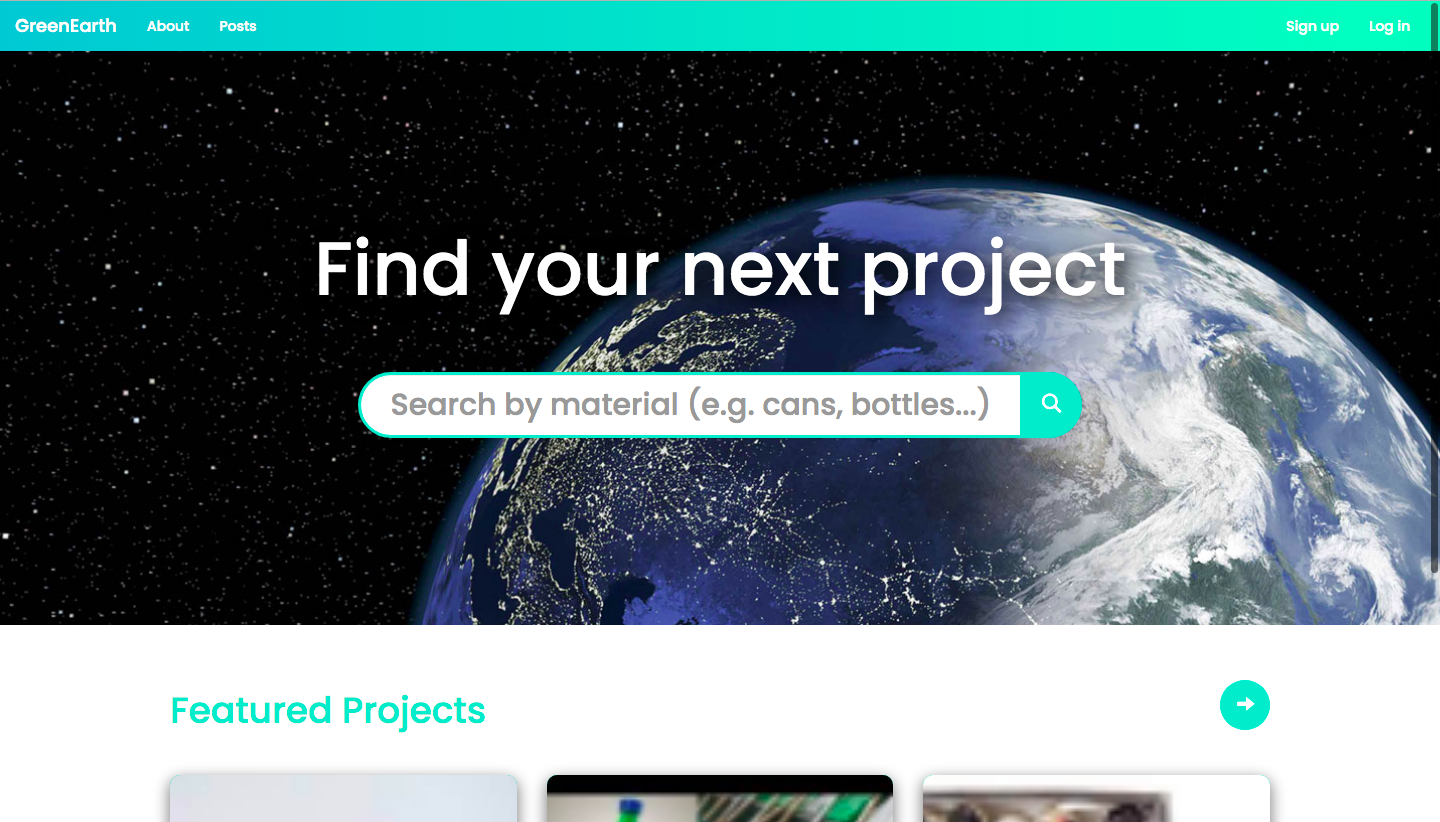 GreenEarth About Posts Sign up Log in
Find your next project
Search by material (e.g. cans, bottles...)
Featured Projects